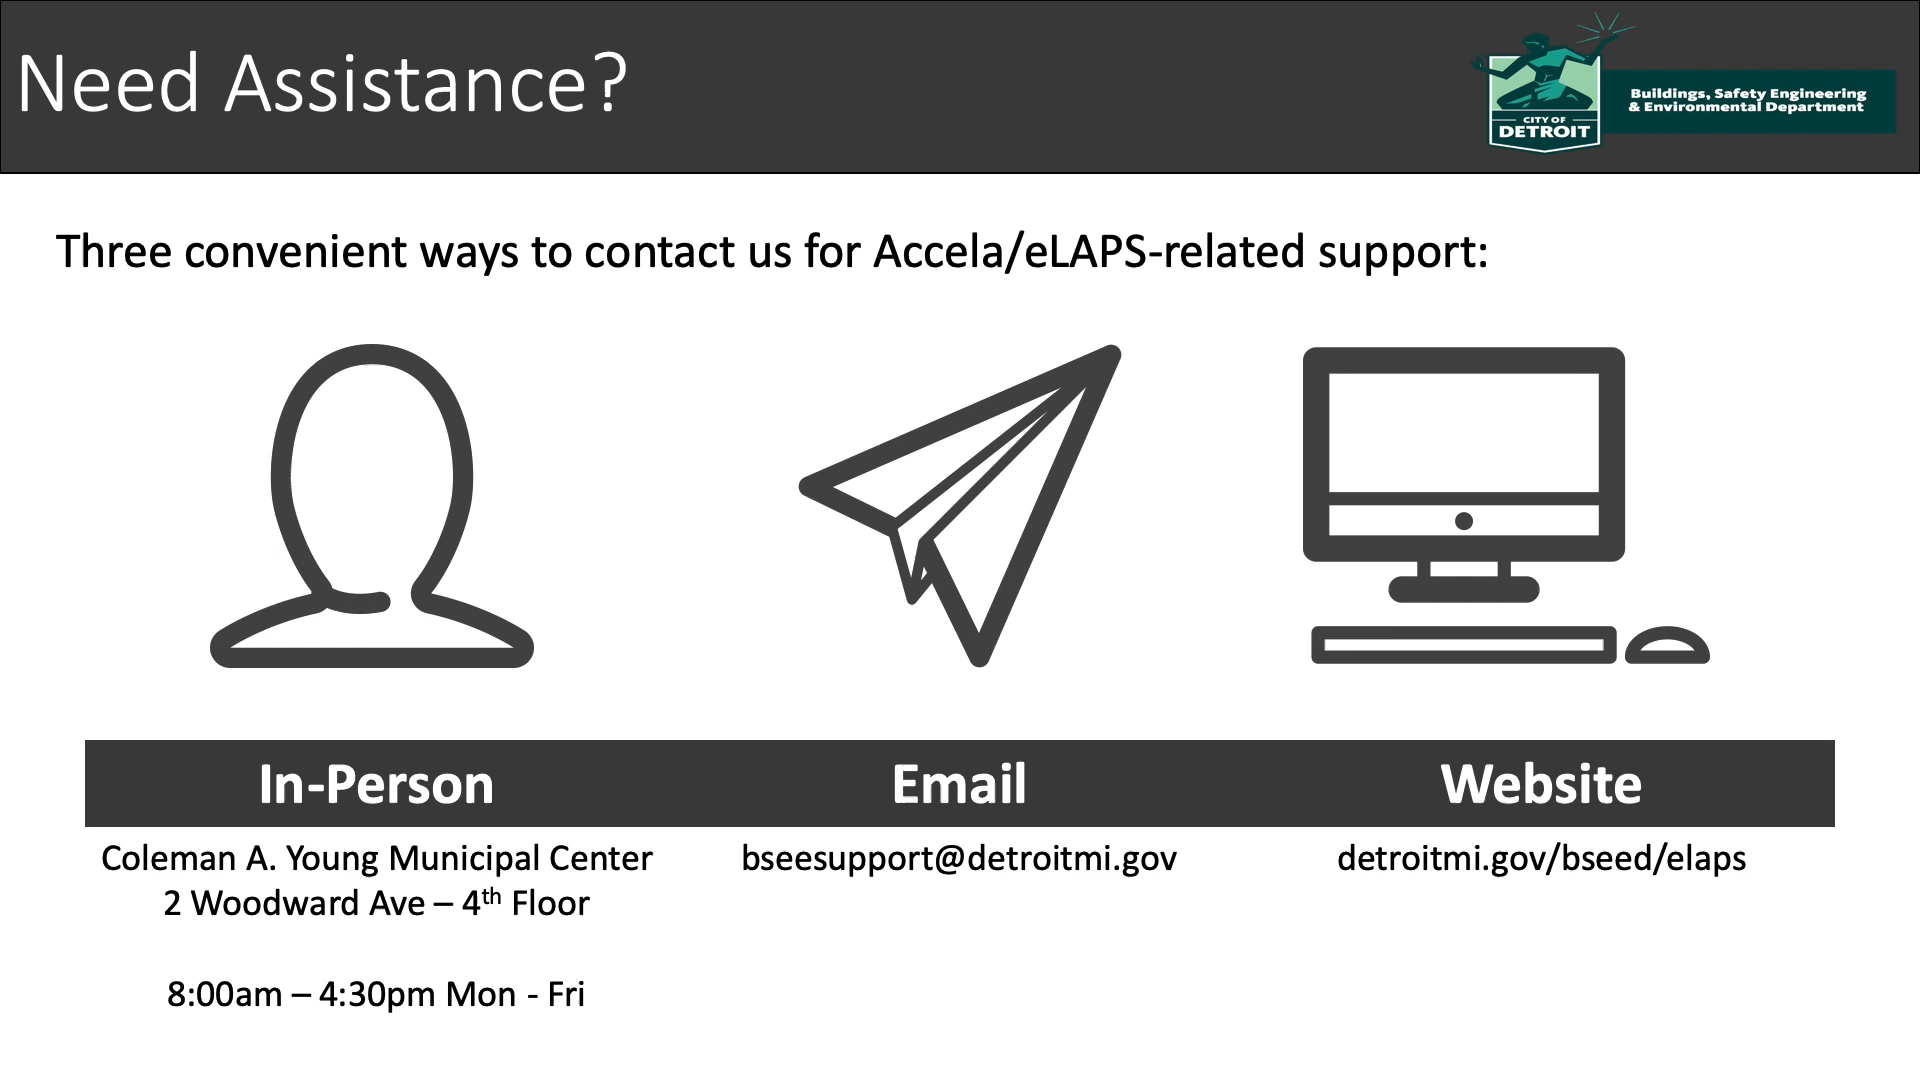 Need Assistance?
Buildings, Safety Engineering
& Environmental Department
CITY OF
DETROIT
Three convenient ways to contact us for Accela/eLAPS-related support:
In-Person
Email
Website
Coleman A. Young Municipal Center
2 Woodward Ave – 4th Floor
8:00am – 4:30pm Mon - Fri
bseesupport@detroitmi.gov
detroitmi.gov/bseed/elaps